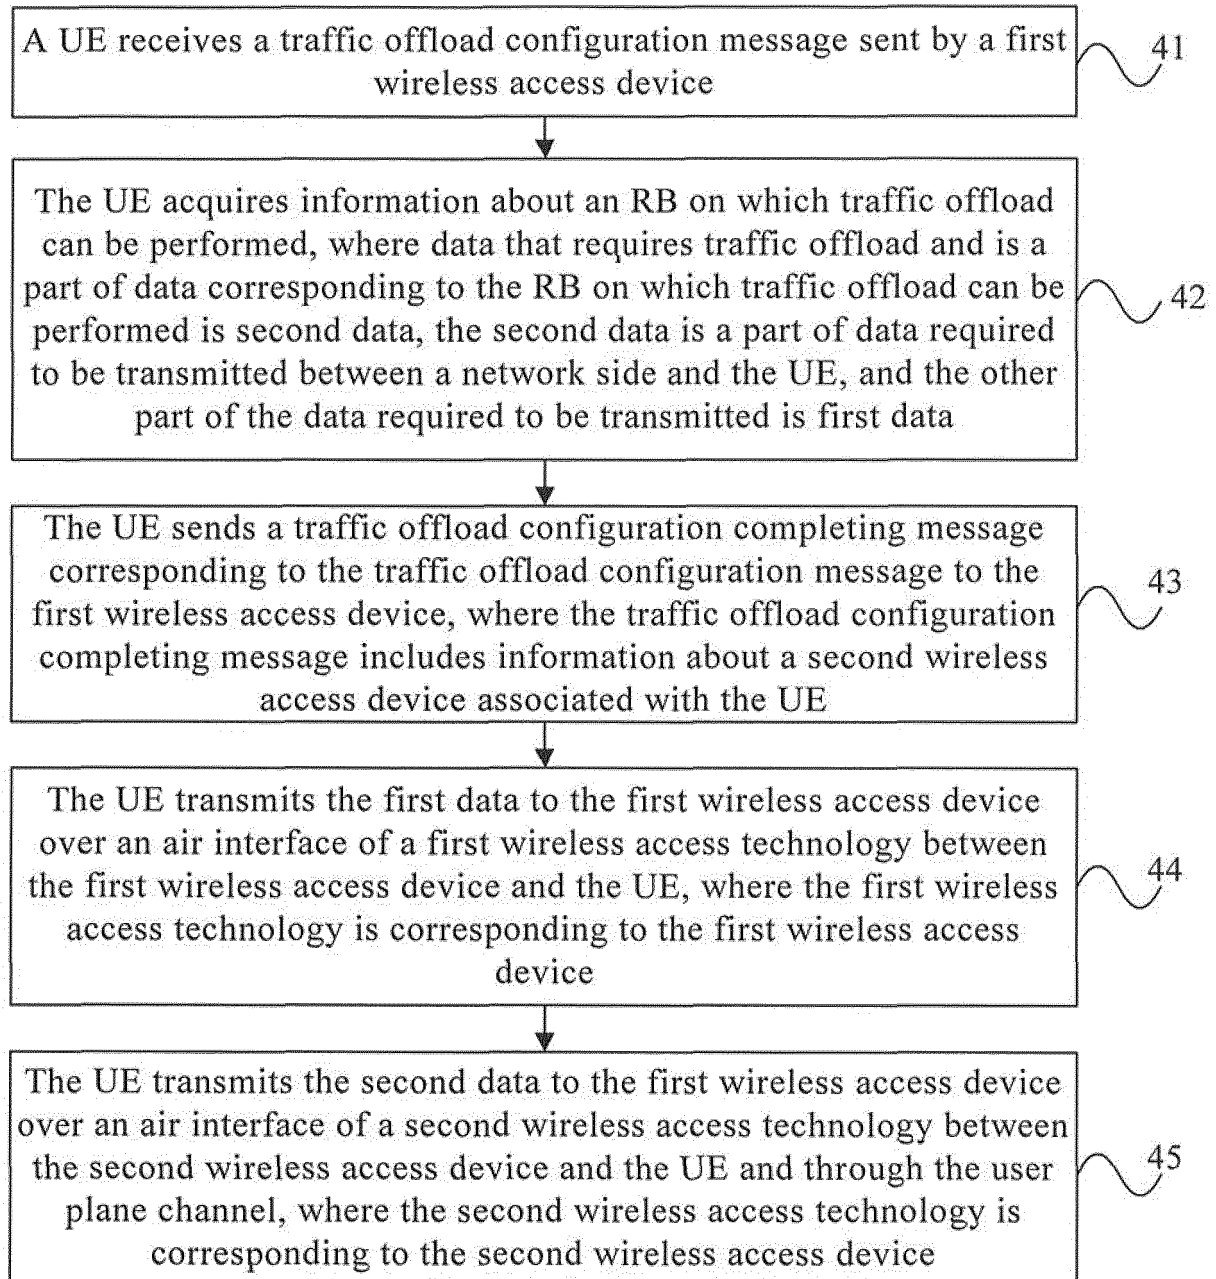 A UE receives a traffic offload configuration message sent by a first
wireless access device
41
The UE acquires information about an RB on which traffic offload
can be performed, where data that requires traffic offload and is a
part of data corresponding to the RB on which traffic offload can be
performed is second data, the second data is a part of data required
to be transmitted between a network side and the UE, and the other
part of the data required to be transmitted is first data
42
The UE sends a traffic offload configuration completing message
corresponding to the traffic offload configuration message to the
first wireless access device, where the traffic offload configuration
completing message includes information about a second wireless
access device associated with the UE
43
The UE transmits the first data to the first wireless access device
over an air interface of a first wireless access technology between
the first wireless access device and the UE, where the first wireless
access technology is corresponding to the first wireless access
device
44
The UE transmits the second data to the first wireless access device
over an air interface of a second wireless access technology between
the second wireless access device and the UE and through the user
plane channel, where the second wireless access technology is
corresponding to the second wireless access device
45